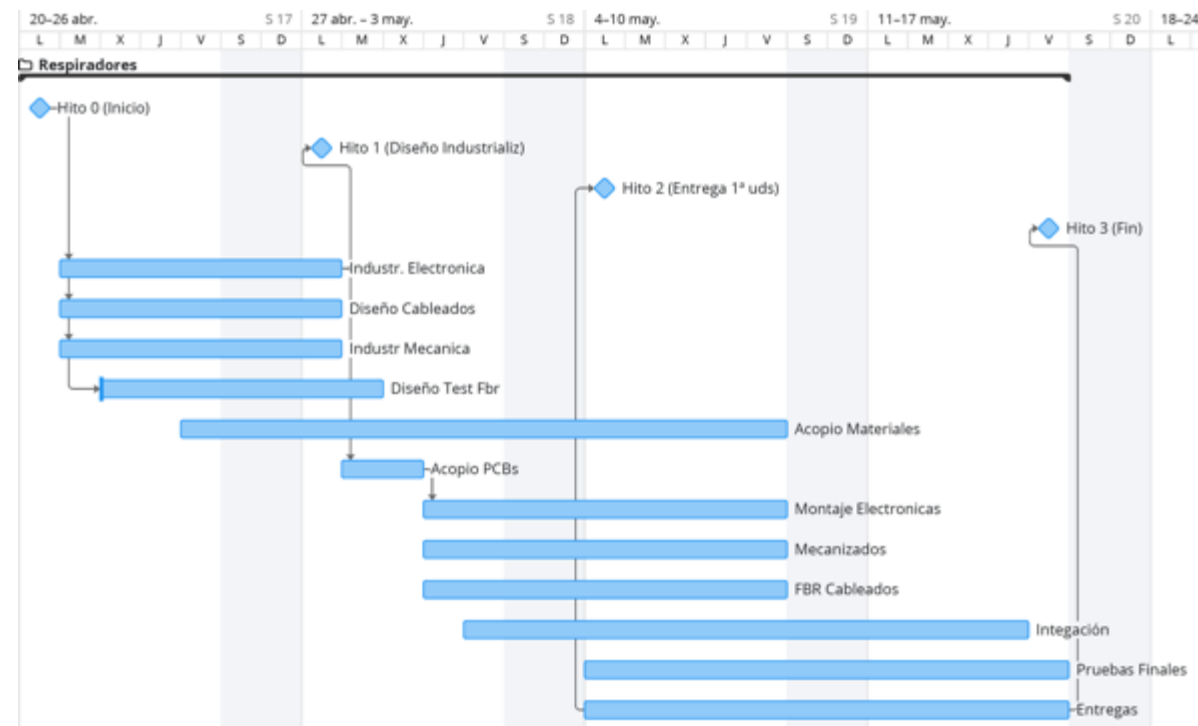 20–26 abr. S 17 27 abr. – 3 may. S 18 4–10 may. S 19 11–17 may. S 20 18–24
L M X J V S D L M X J V S D L M X J V S D L M X J V S D L
Respiradores
Hito 0 (Inicio)
Hito 1 (Diseño Industrializ)
Hito 2 (Entrega 1ª uds)
Hito 3 (Fin)
Industr. Electronica
Diseño Cableados
Industr Mecanica
Diseño Test Fbr
Acopio Materiales
Acopio PCBs
Montaje Electronicas
Mecanizados
FBR Cableados
Integación
Pruebas Finales
Entregas